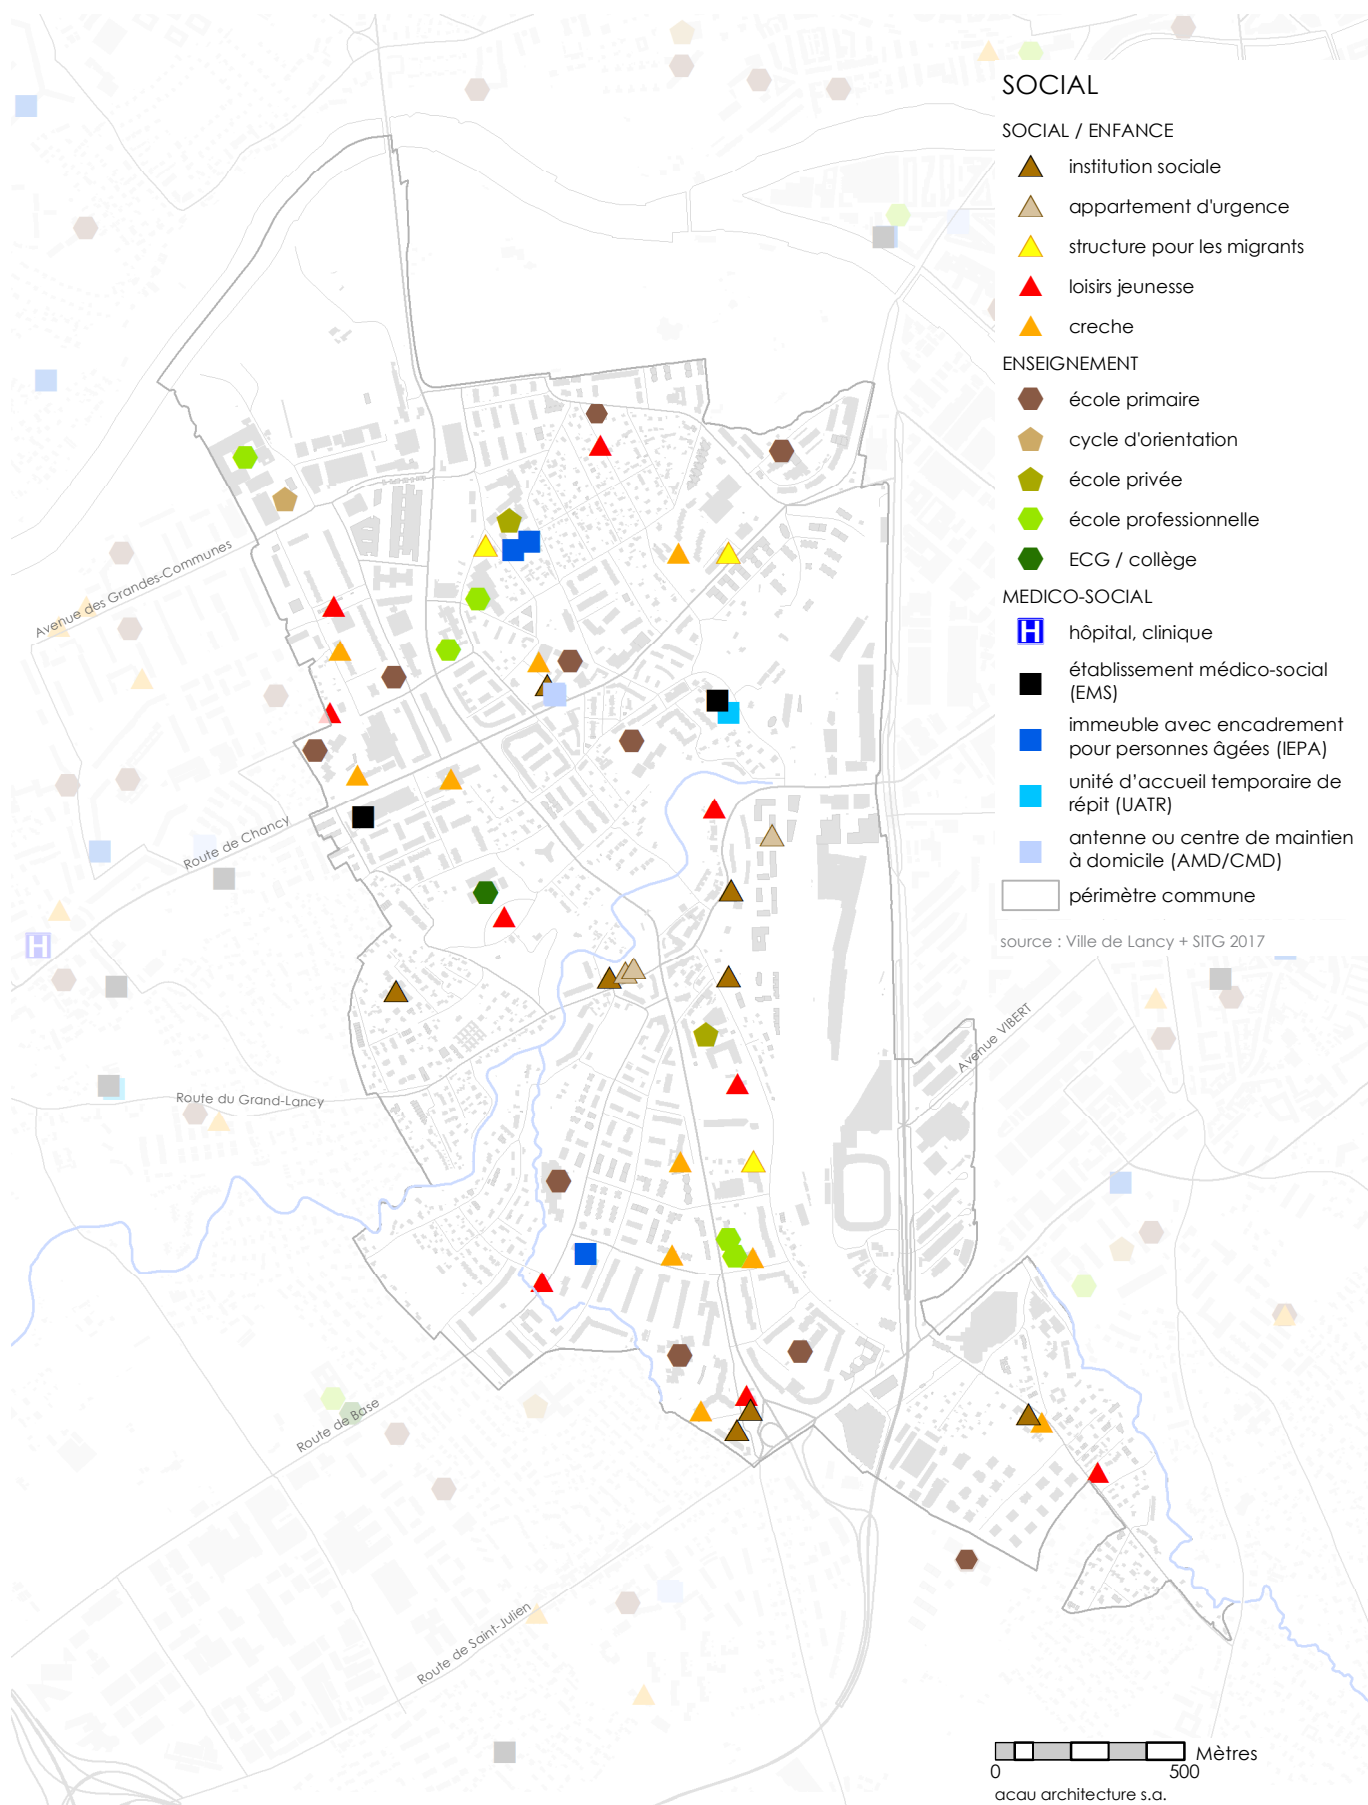 SOCIAL
SOCIAL / ENFANCE
institution sociale
appartement d'urgence
structure pour les migrants
loisirs jeunesse
creche
ENSEIGNEMENT
école primaire
cycle d'orientation
école privée
école professionnelle
ECG / collège
MEDICO-SOCIAL
H hôpital, clinique
établissement médico-social
(EMS)
immeuble avec encadrement
pour personnes âgées (IEPA)
unité d'accueil temporaire de
répit (UATR)
antenne ou centre de maintien
à domicile (AMD/CMD)
périmètre commune
source : Ville de Lancy + SITG 2017
Avenue des Grandes-Communes
Route de Chancy
H
Avenue VIBERT
Route du Grand-Lancy
Route de Base
Route de Saint-Julien
Mètres
0 500
acau architecture s.a.